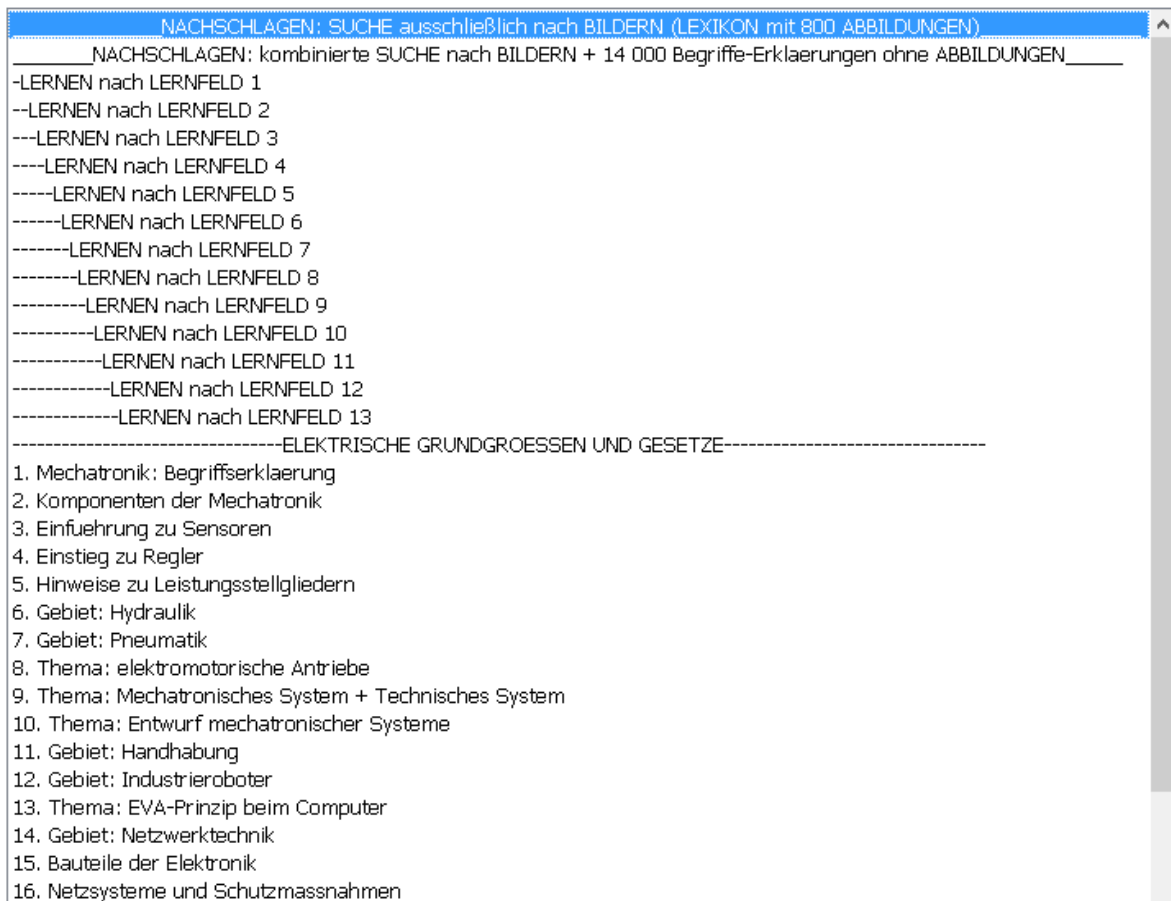 __________________NACHSCHLAGEN: SUCHE ausschließlich nach BILDERN (LEXIKON mit 800 ABBILDUNGEN)__________________
_______NACHSCHLAGEN: kombinierte SUCHE nach BILDERN + 14 000 Begriffe-Erklaerungen ohne ABBILDUNGEN_____
-LERNEN nach LERNFELD 1
--LERNEN nach LERNFELD 2
---LERNEN nach LERNFELD 3
----LERNEN nach LERNFELD 4
-----LERNEN nach LERNFELD 5
------LERNEN nach LERNFELD 6
-------LERNEN nach LERNFELD 7
--------LERNEN nach LERNFELD 8
---------LERNEN nach LERNFELD 9
----------LERNEN nach LERNFELD 10
-----------LERNEN nach LERNFELD 11
------------LERNEN nach LERNFELD 12
-------------LERNEN nach LERNFELD 13
---------------------------------ELEKTRISCHE GRUNDGROESSEN UND GESETZE--------------------------------
1. Mechatronik: Begriffserklaerung
2. Komponenten der Mechatronik
3. Einfuehrung zu Sensoren
4. Einstieg zu Regler
5. Hinweise zu Leistungsstellgliedern
6. Gebiet: Hydraulik
7. Gebiet: Pneumatik
8. Thema: elektromotorische Antriebe
9. Thema: Mechatronisches System + Technisches System
10. Thema: Entwurf mechatronischer Systeme
11. Gebiet: Handhabung
12. Gebiet: Industrieroboter
13. Thema: EVA-Prinzip beim Computer
14. Gebiet: Netzwerktechnik
15. Bauteile der Elektronik
16. Netzsysteme und Schutzmassnahmen